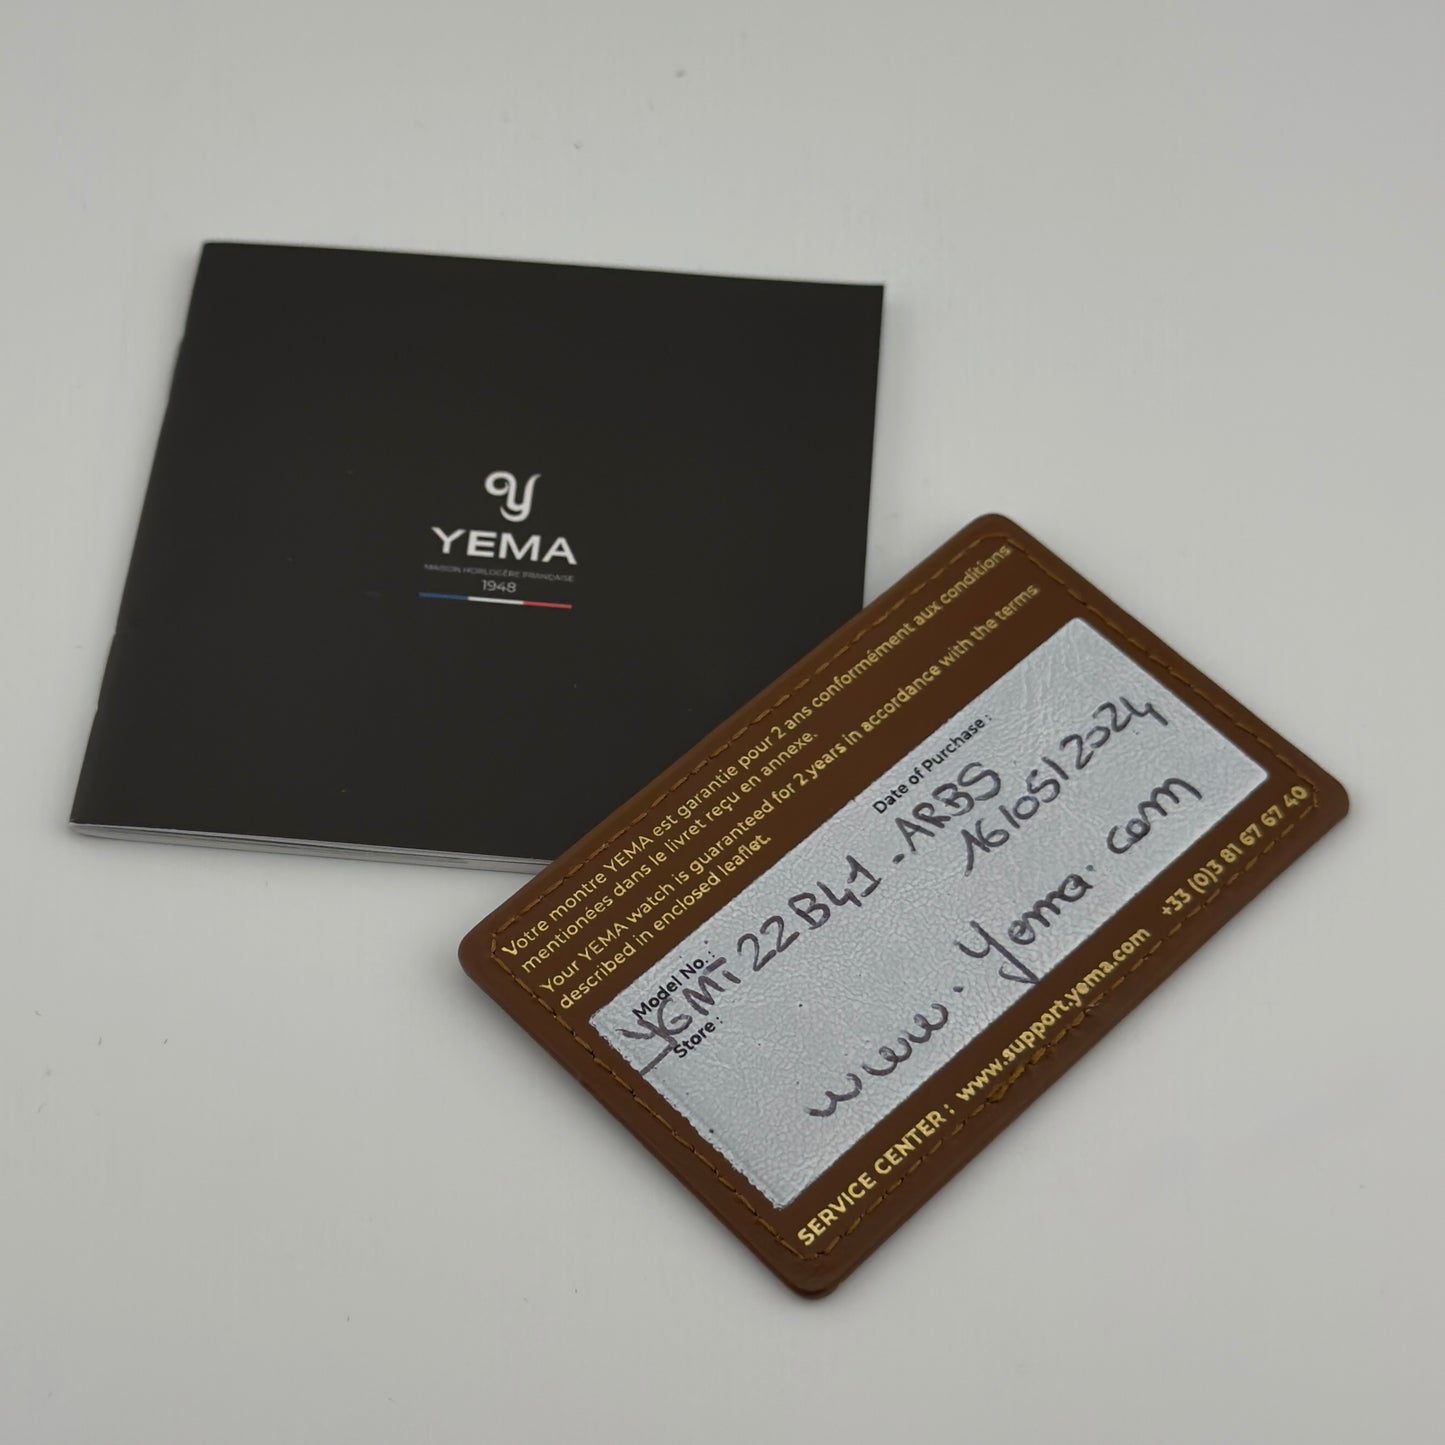 y
YEMA
MAISON HORLOGÈRE FRANÇAISE
1948
Votre montre YEMA est garantie pour 2 ans conformément aux conditions
mentionées dans le livret reçu en annexe.
Your YEMA watch is guaranteed for 2 years in accordance with the terms
described in enclosed leaflet.
Model No. :
YGMT22B41-ARBS
Date of Purchase :
16/05/2024
Store :
www.yema.com
SERVICE CENTER : www.support.yema.com +33 (0)3 81 67 67 40